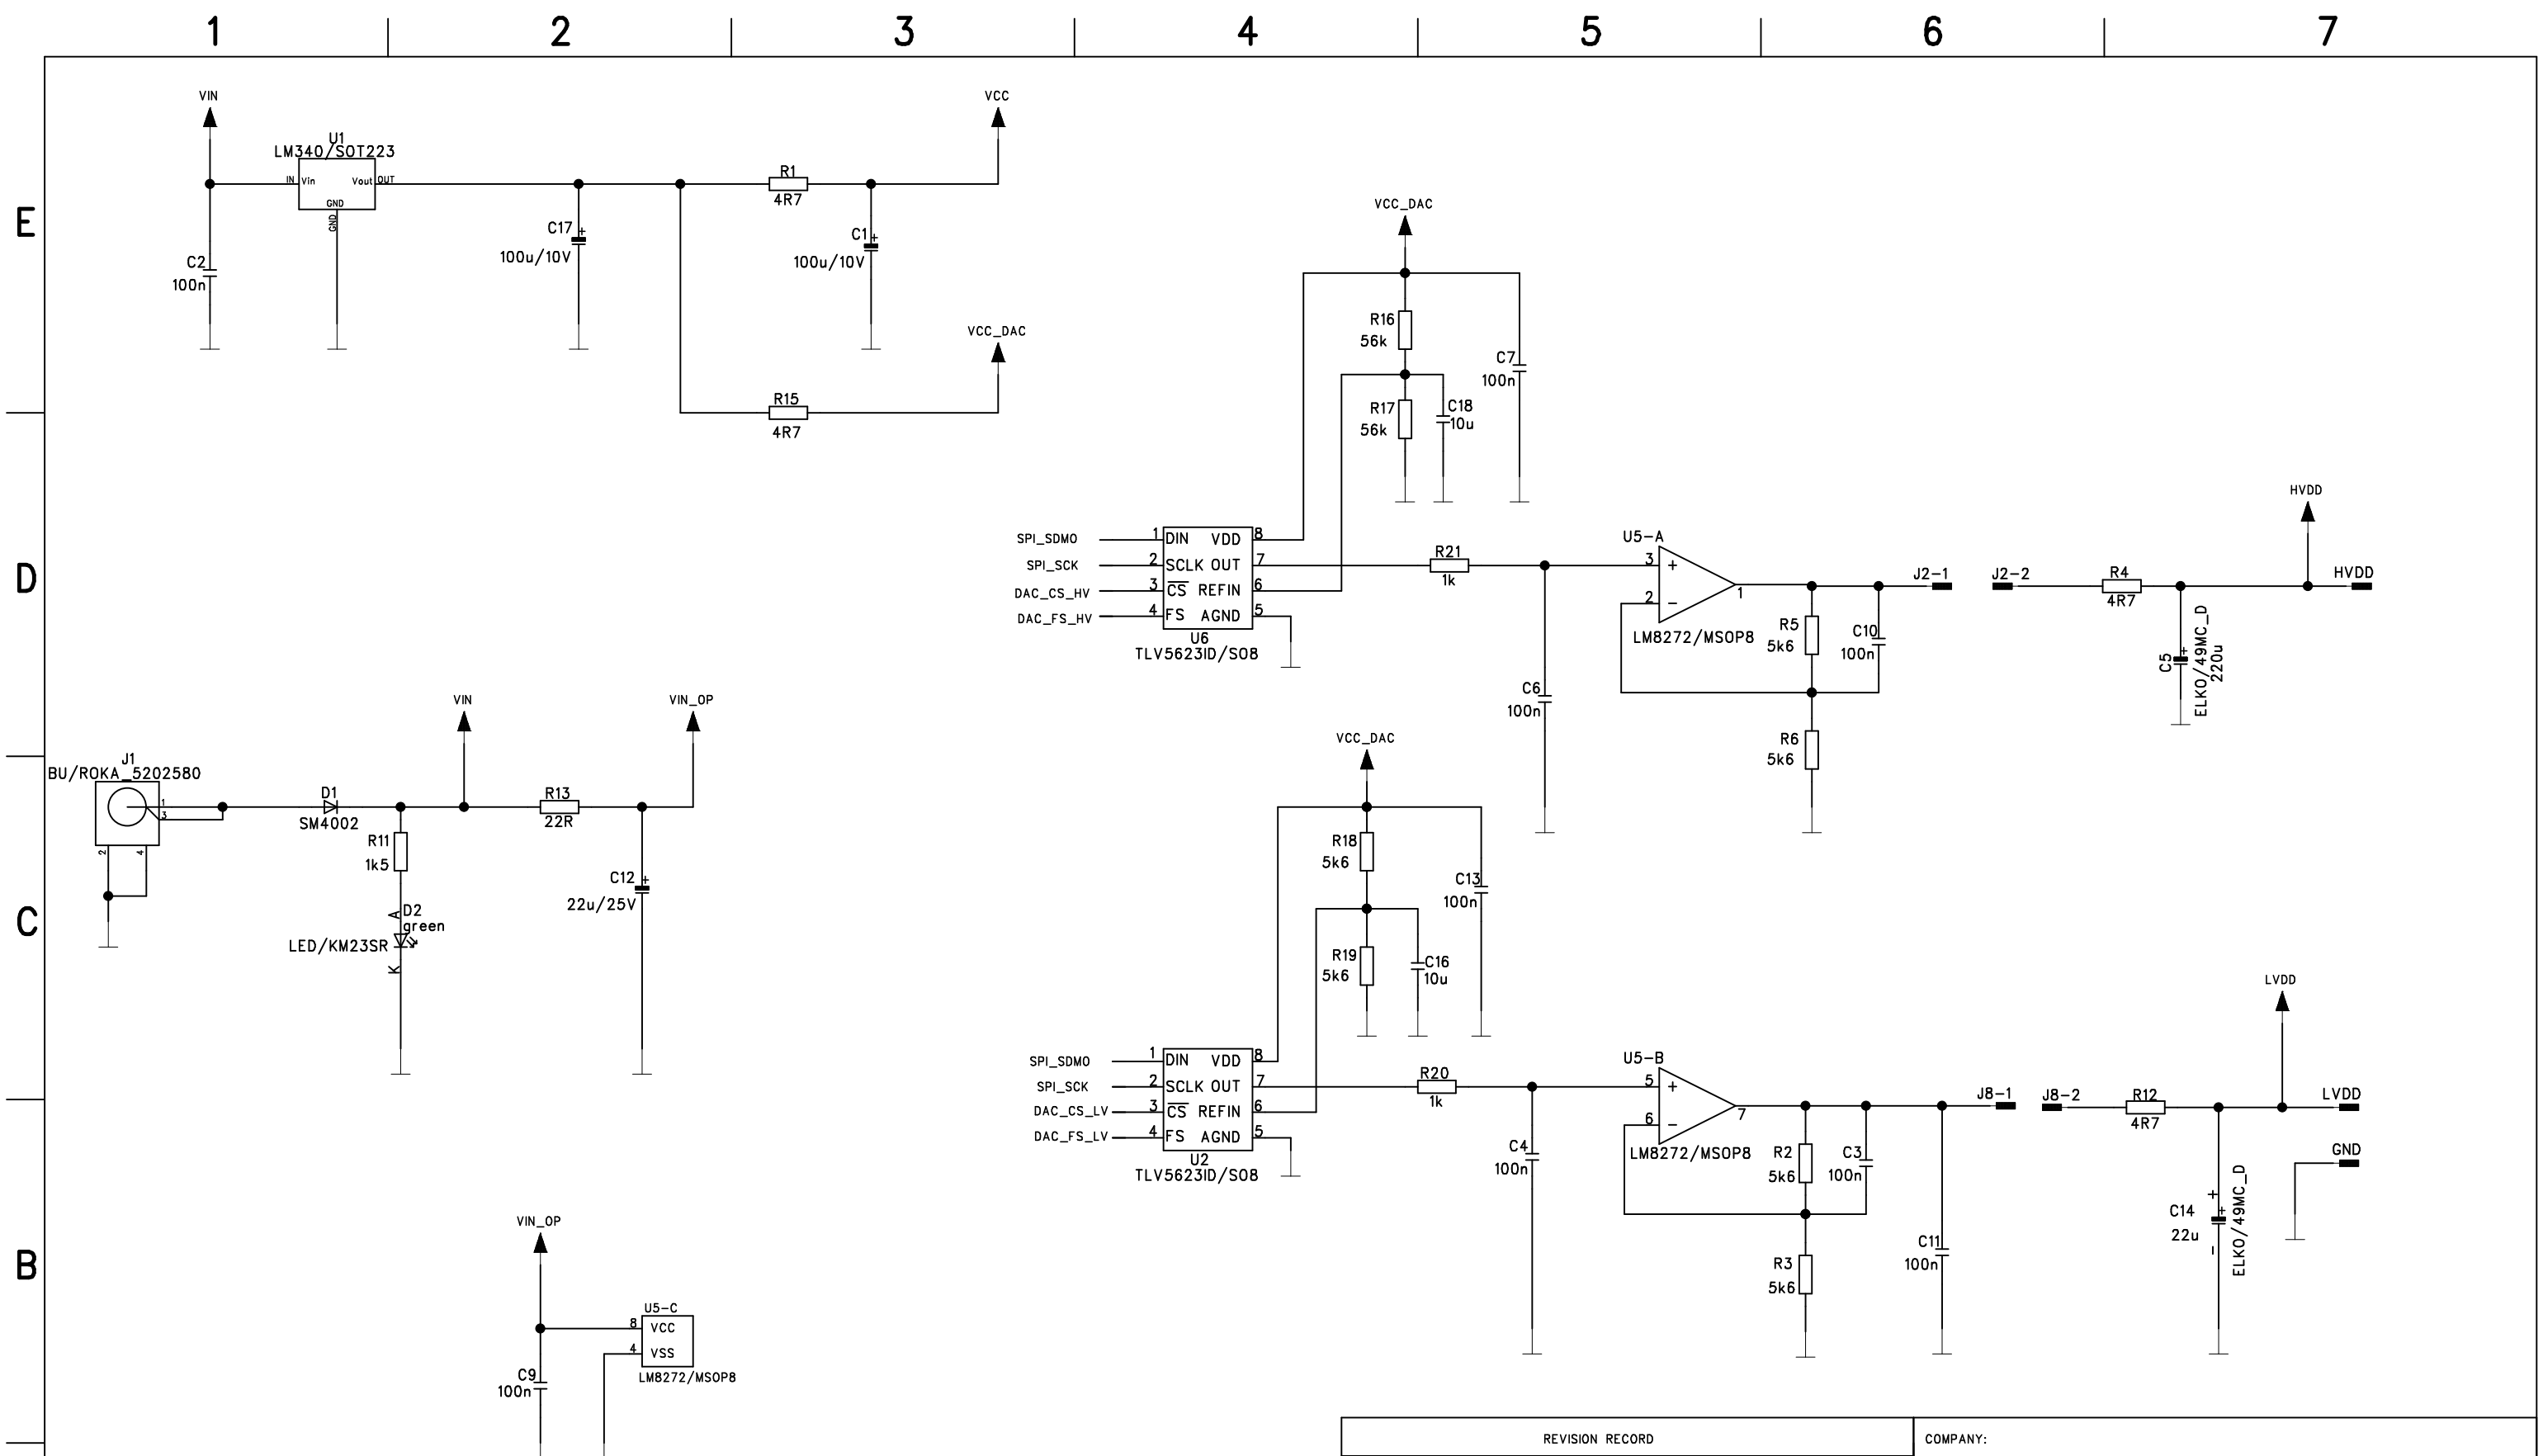 1 2 3 4 5 6 7
E
D
C
B
VIN
U1
LM340/SOT223
IN Vin Vout OUT
GND
GND
C2
100n
C17 +
100u/10V
R1
4R7
C1 +
100u/10V
VCC
VCC_DAC
R15
4R7
VCC_DAC
R16
56k
R17
56k
C18
10u
C7
100n
SPI_SDMO
SPI_SCK
DAC_CS_HV
DAC_FS_HV
1 DIN VDD 8
2 SCLK OUT 7
3 CS REFIN 6
4 FS AGND 5
U6
TLV5623ID/SO8
R21
1k
C6
100n
U5-A
3 +
2 −
1
LM8272/MSOP8
R5
5k6
C10
100n
R6
5k6
J2-1
J2-2
R4
4R7
HVDD
HVDD
C5 +
ELKO/49MC_D
220u
J1
BU/ROKA_5202580
1
3
2 4
D1
SM4002
VIN
VIN_OP
R13
22R
R11
1k5
A D2
green
LED/KM23SR
K
C12 +
22u/25V
VCC_DAC
R18
5k6
R19
5k6
C16
10u
C13
100n
SPI_SDMO
SPI_SCK
DAC_CS_LV
DAC_FS_LV
1 DIN VDD 8
2 SCLK OUT 7
3 CS REFIN 6
4 FS AGND 5
U2
TLV5623ID/SO8
R20
1k
C4
100n
U5-B
5 +
6 −
7
LM8272/MSOP8
R2
5k6
C3
100n
R3
5k6
C11
100n
J8-1
J8-2
R12
4R7
LVDD
LVDD
GND
C14
22u
+ +
−
ELKO/49MC_D
VIN_OP
U5-C
8 VCC
4 VSS
LM8272/MSOP8
C9
100n
REVISION RECORD
COMPANY: